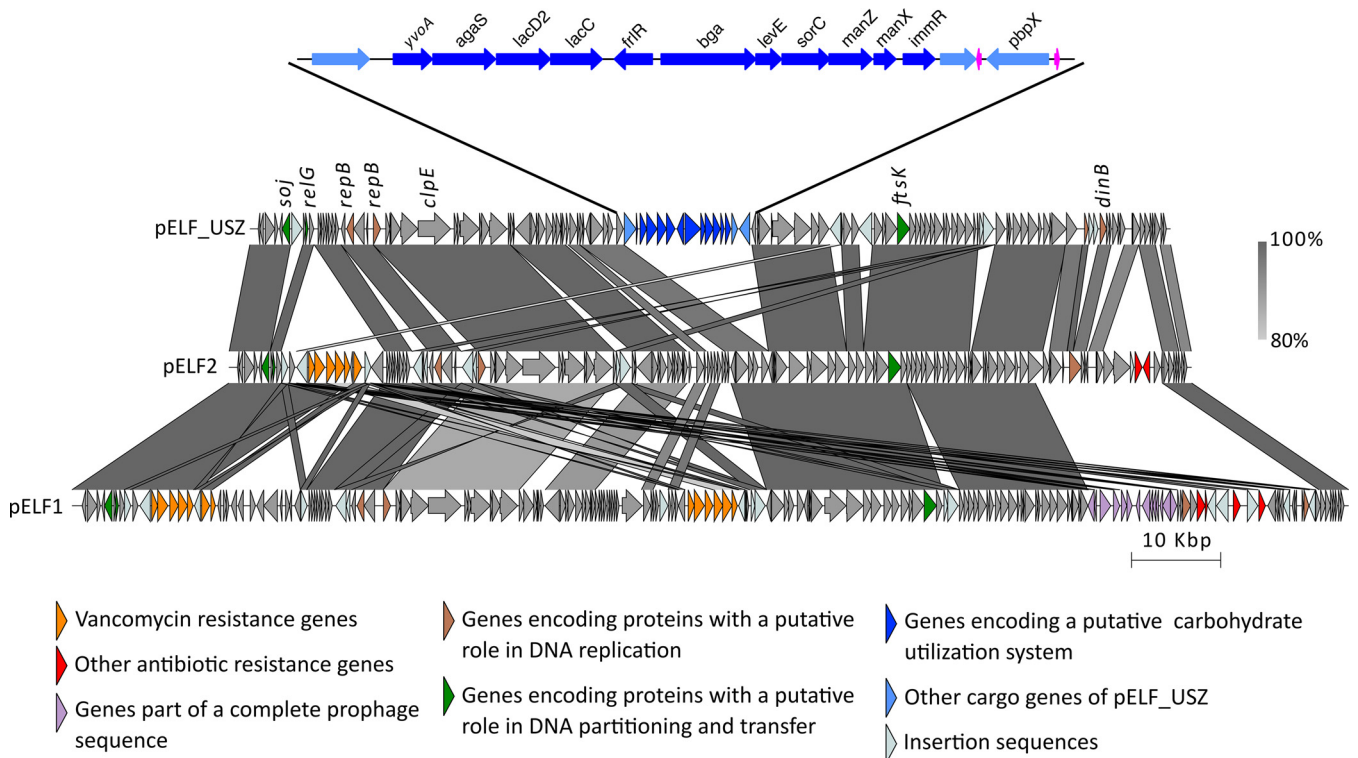 yvoA
agaS
lacD2
lacC
frlR
bga
levE
sorC
manZ
manX
immR
pbpX
soj
relG
repB
repB
clpE
ftsK
dinB
pELF_USZ
100%
80%
pELF2
pELF1
10 Kbp
Vancomycin resistance genes
Other antibiotic resistance genes
Genes part of a complete prophage
sequence
Genes encoding proteins with a putative
role in DNA replication
Genes encoding proteins with a putative
role in DNA partitioning and transfer
Genes encoding a putative carbohydrate
utilization system
Other cargo genes of pELF_USZ
Insertion sequences